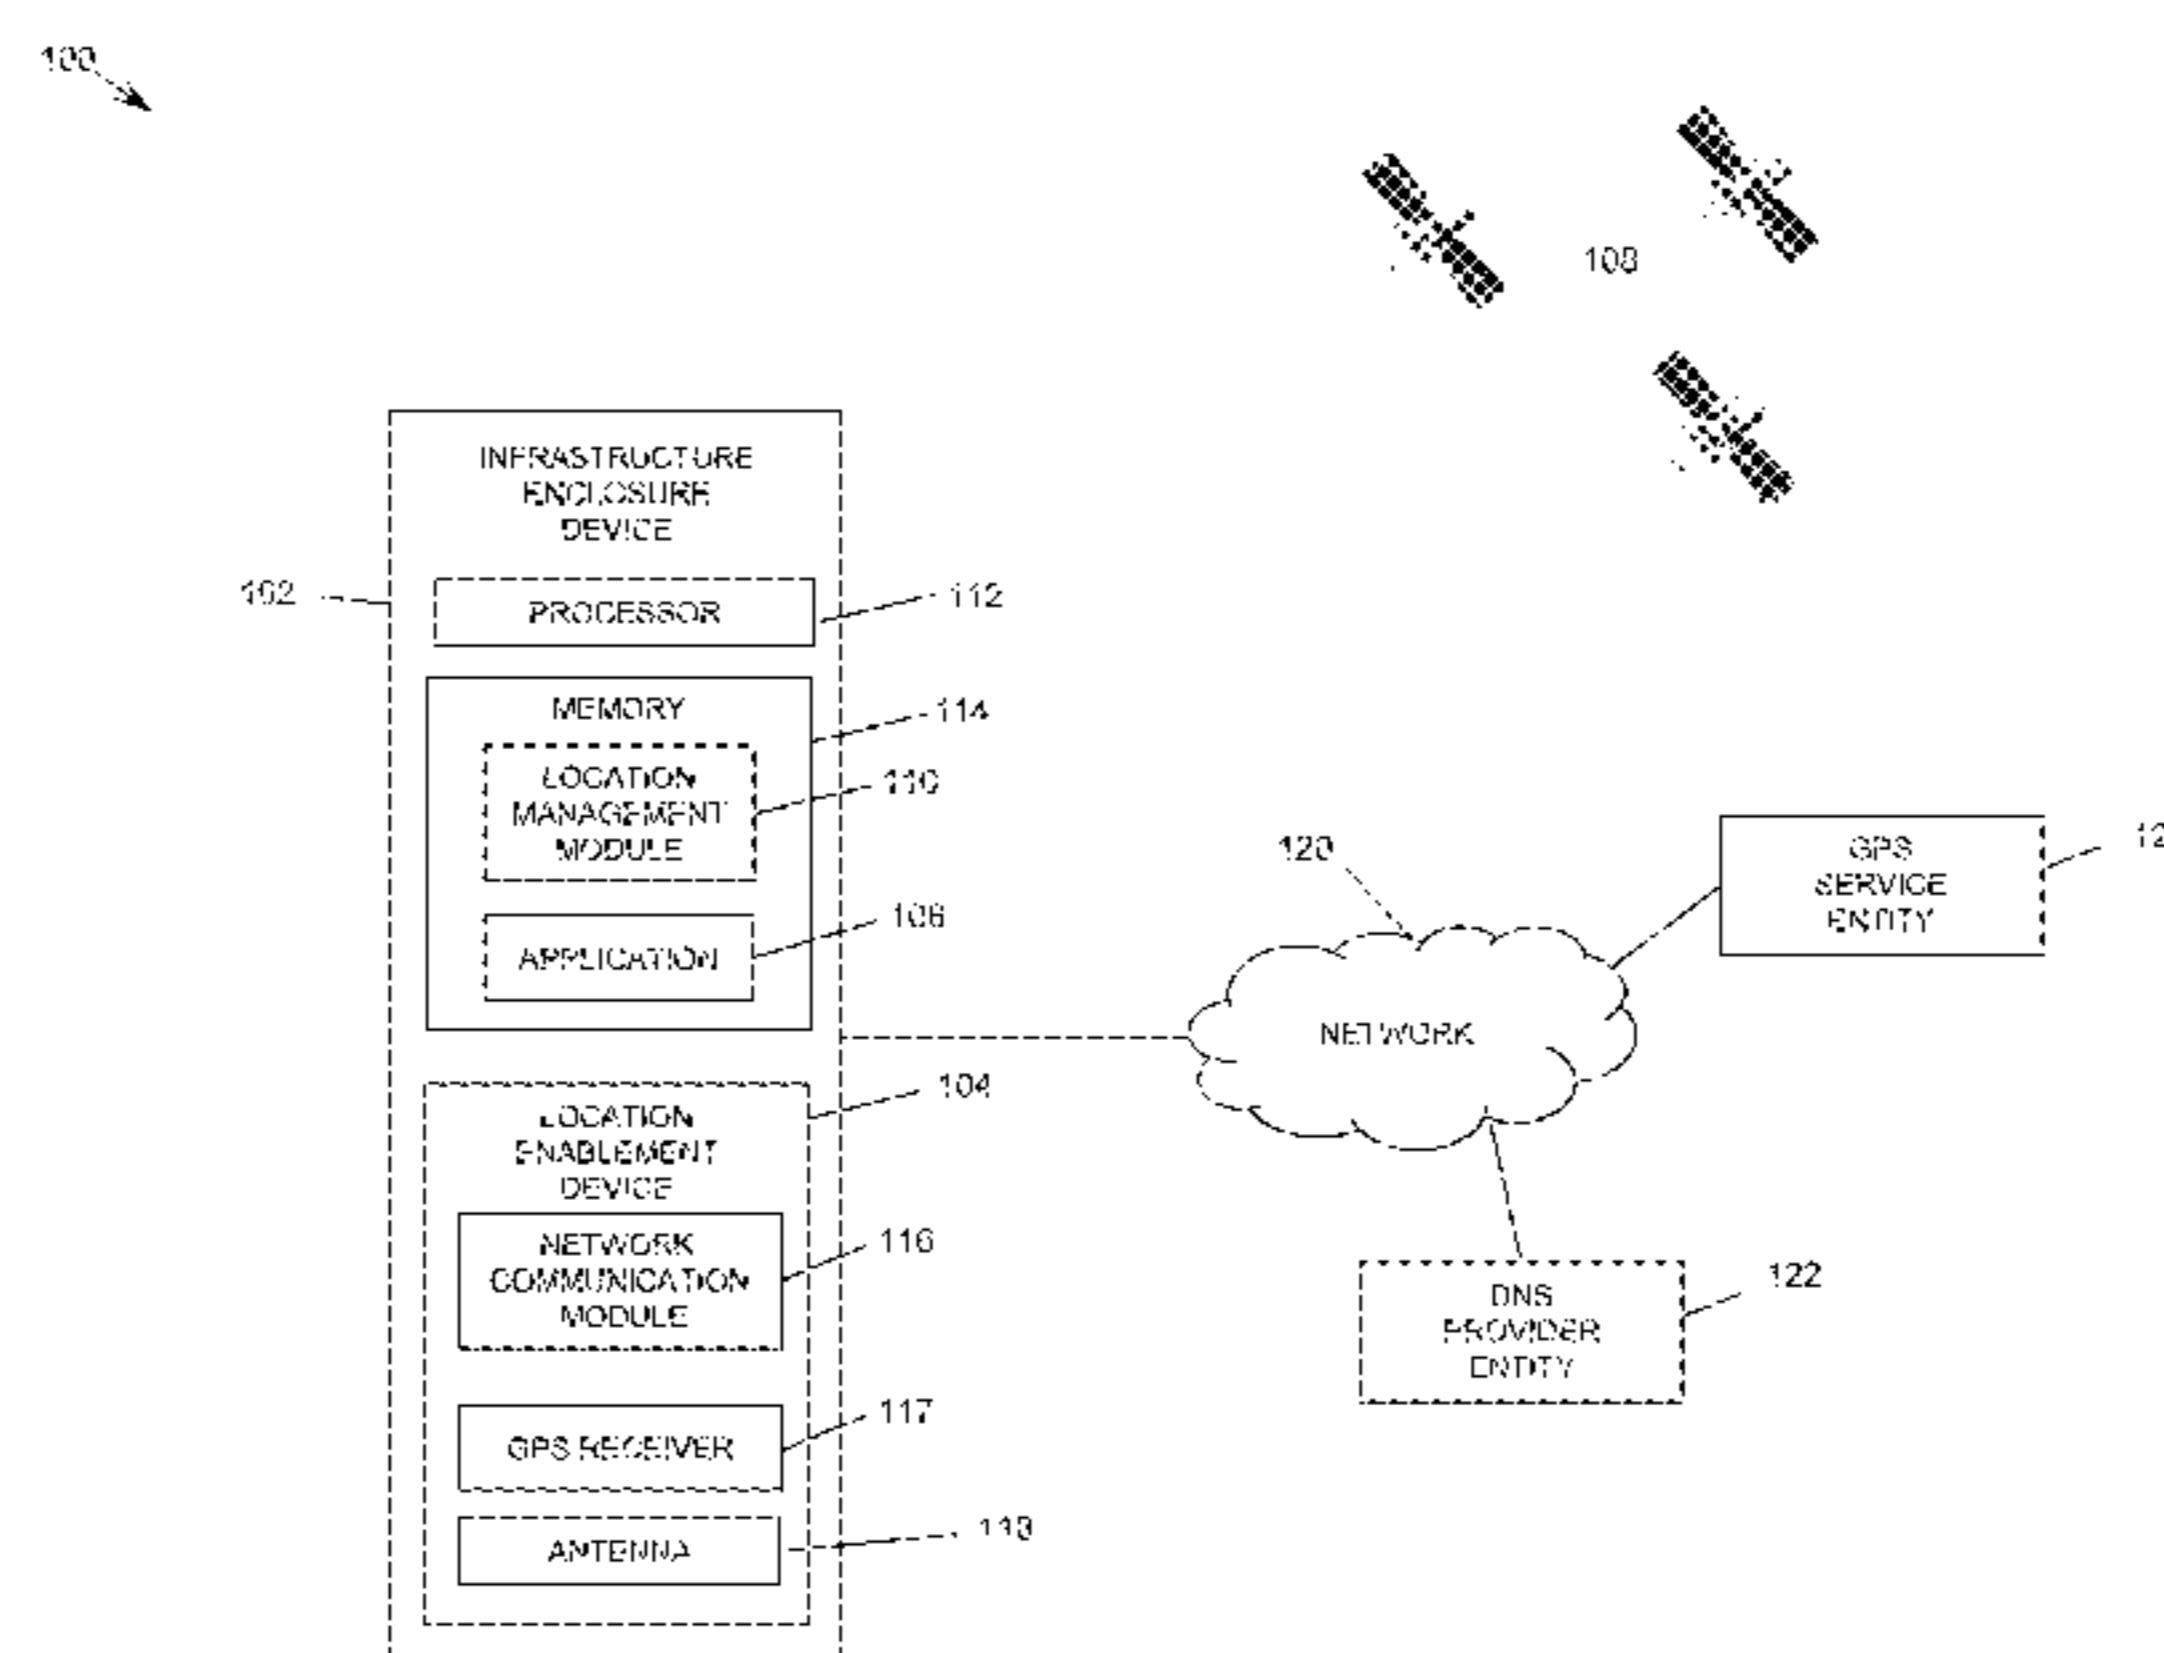 100
108
INFRASTRUCTURE
ENCLOSURE
DEVICE
102
PROCESSOR
112
MEMORY
114
LOCATION
MANAGEMENT
MODULE
110
APPLICATION
106
120
NETWORK
GPS
SERVICE
ENTITY
LOCATION
ENABLEMENT
DEVICE
104
NETWORK
COMMUNICATION
MODULE
116
DNS
PROVIDER
ENTITY
122
GPS RECEIVER
117
ANTENNA